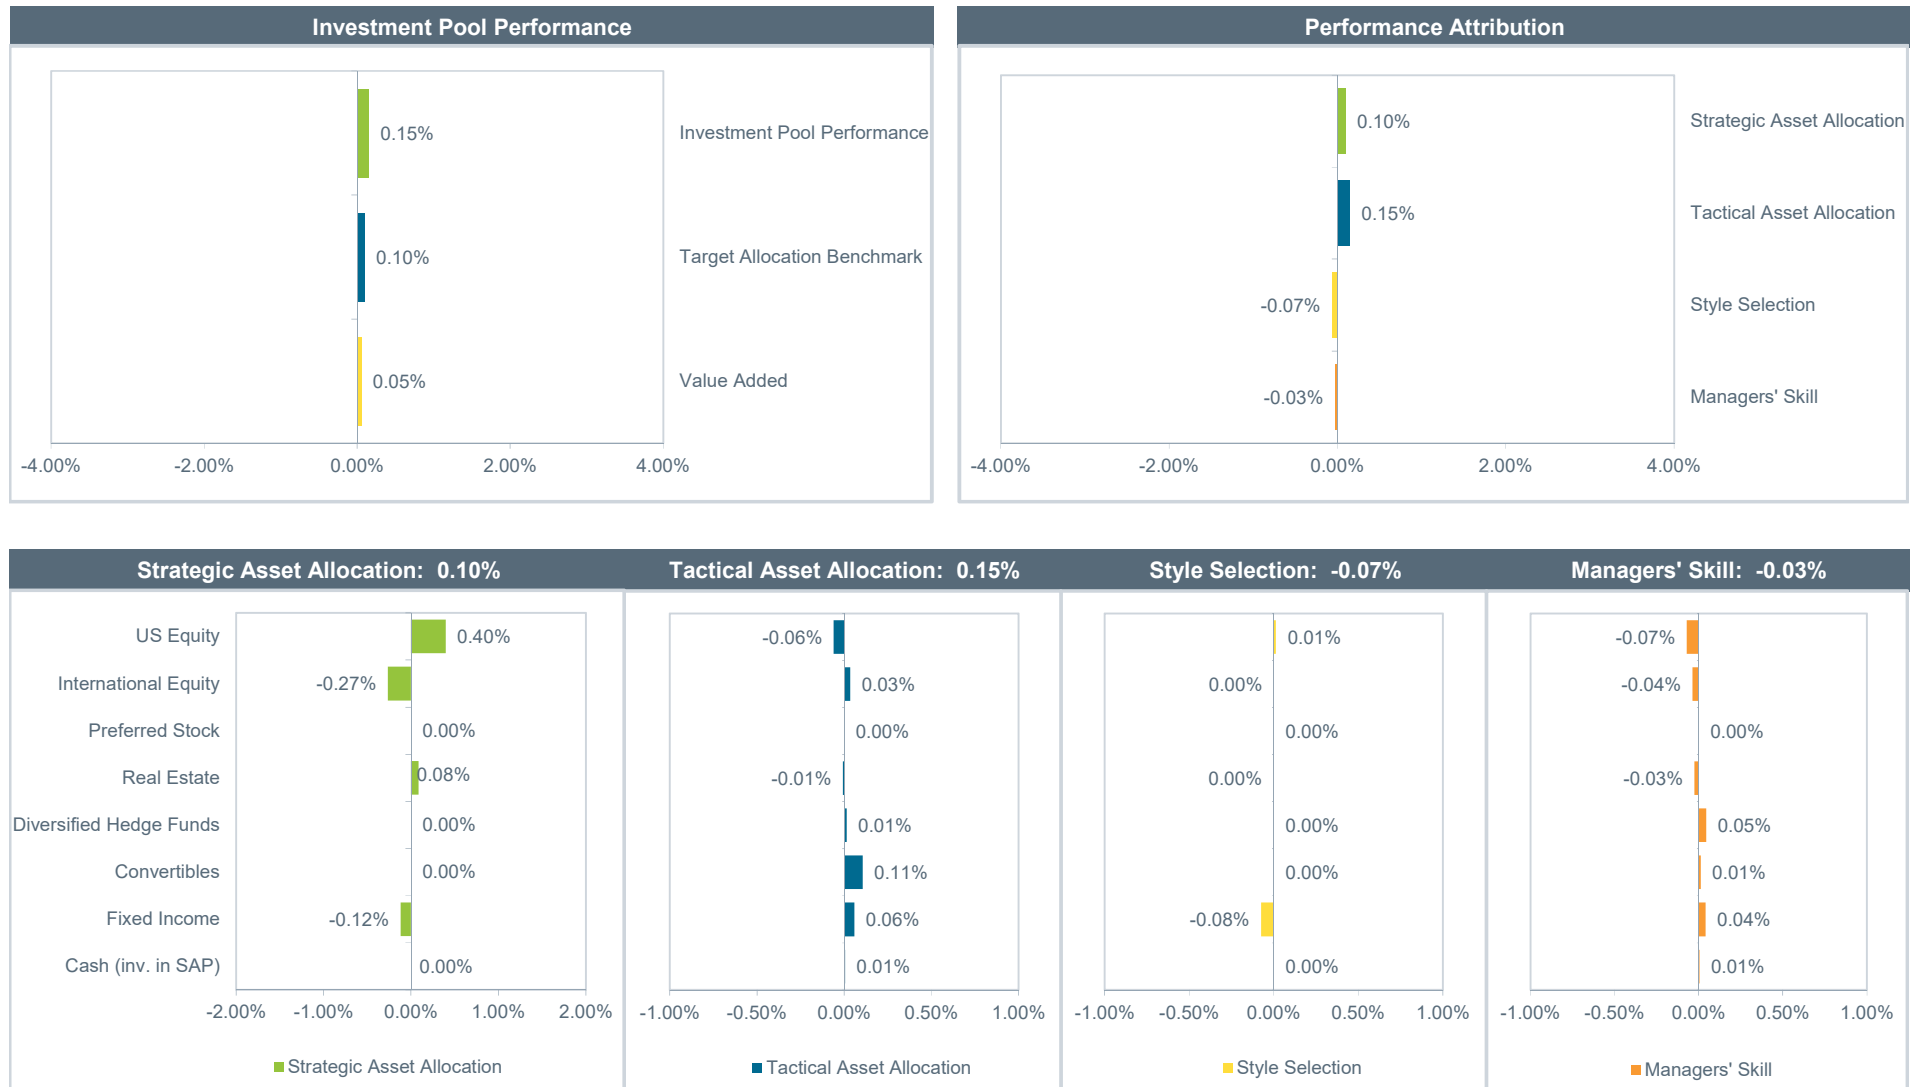 Investment Pool Performance
0.15%
Investment Pool Performance
0.10%
Target Allocation Benchmark
0.05%
Value Added
-4.00% -2.00% 0.00% 2.00% 4.00%
Performance Attribution
0.10%
Strategic Asset Allocation
0.15%
Tactical Asset Allocation
-0.07%
Style Selection
-0.03%
Managers' Skill
-4.00% -2.00% 0.00% 2.00% 4.00%
Strategic Asset Allocation: 0.10%
US Equity 0.40%
International Equity -0.27%
Preferred Stock 0.00%
Real Estate 0.08%
Diversified Hedge Funds 0.00%
Convertibles 0.00%
Fixed Income -0.12%
Cash (inv. in SAP) 0.00%
-2.00% -1.00% 0.00% 1.00% 2.00%
Strategic Asset Allocation
Tactical Asset Allocation: 0.15%
-0.06%
0.03%
0.00%
-0.01%
0.01%
0.11%
0.06%
0.01%
-1.00% -0.50% 0.00% 0.50% 1.00%
Tactical Asset Allocation
Style Selection: -0.07%
0.01%
0.00%
0.00%
0.00%
0.00%
0.00%
-0.08%
0.00%
-1.00% -0.50% 0.00% 0.50% 1.00%
Style Selection
Managers' Skill: -0.03%
-0.07%
-0.04%
0.00%
-0.03%
0.05%
0.01%
0.04%
0.01%
-1.00% -0.50% 0.00% 0.50% 1.00%
Managers' Skill